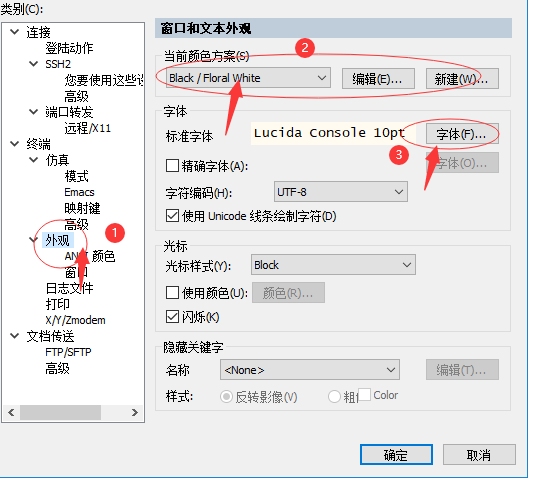 类别(C):
连接
登陆动作
SSH2
您要使用这些设
高级
端口转发
远程/X11
终端
仿真
模式
Emacs
映射键
高级
外观
颜色
窗口
日志文件
打印
X/Y/Zmodem
文档传送
FTP/SFTP
高级
1
窗口和文本外观
当前颜色方案(S)
2
Black / Floral White
编辑(E)...
新建(W)...
字体
标准字体
Lucida Console 10pt
字体(F)...
3
精确字体(A):
字体(O)...
字符编码(H):
UTF-8
使用 Unicode 线条绘制字符(D)
光标
光标样式(Y):
Block
使用颜色(U):
颜色(R)...
闪烁(K)
隐藏关键字
名称
<None>
编辑(T)...
样式:
反转影像(V)
Color
确定
取消